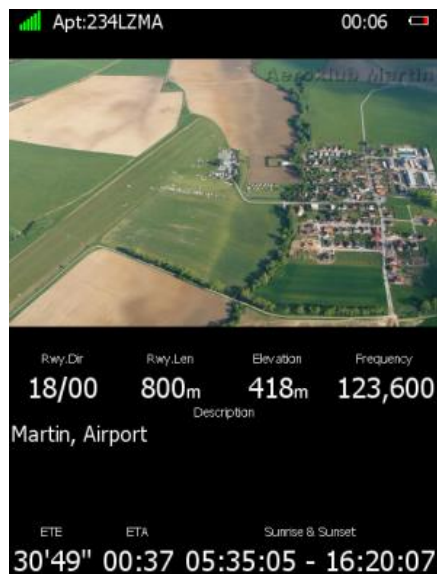 Apt:234LZMA 00:06
Aeroklub Martin
Rwy.Dir Rwy.Len Elevation Frequency
18/00 800m 418m 123,600
Description
Martin, Airport
ETE ETA Sunrise & Sunset
30'49" 00:37 05:35:05 - 16:20:07